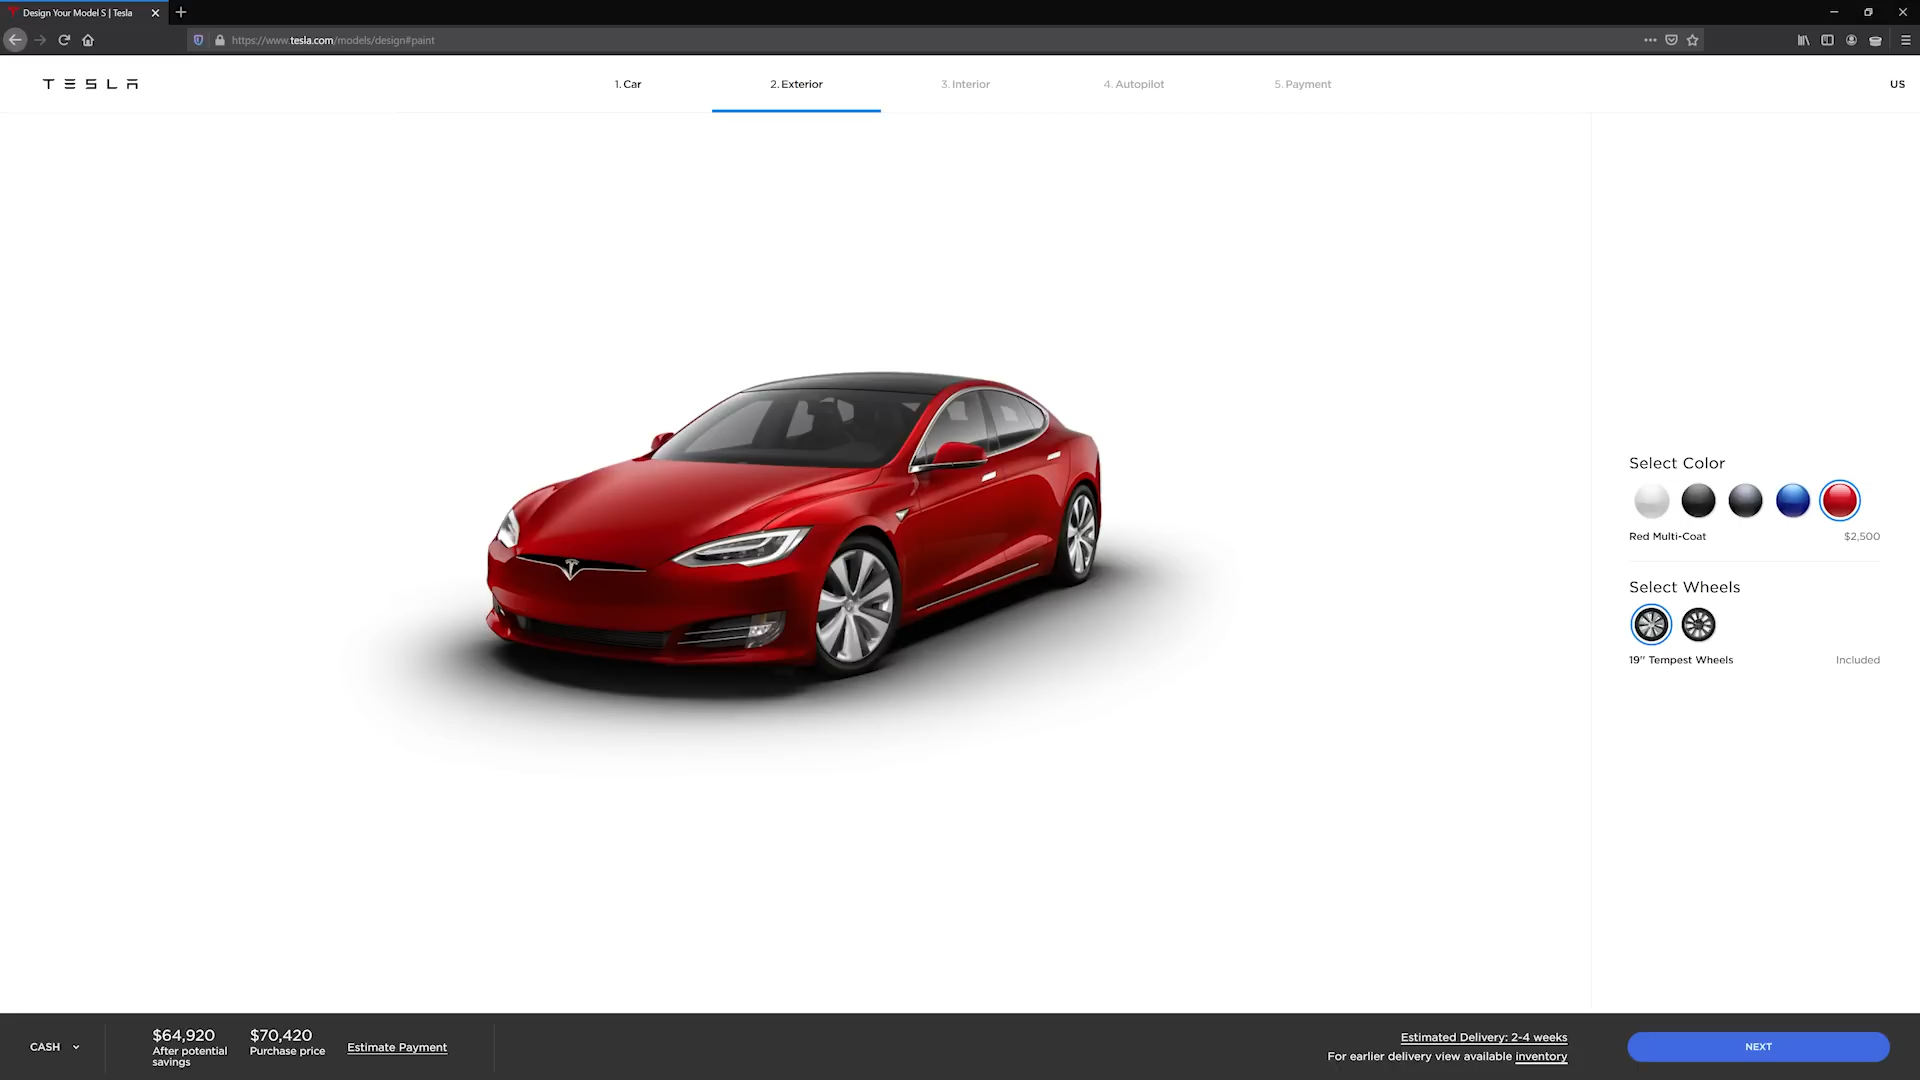 Design Your Model S | Tesla
https://www.tesla.com/models/design#paint
TESLA
1. Car
2. Exterior
3. Interior
4. Autopilot
5. Payment
US
Select Color
Red Multi-Coat
$2,500
Select Wheels
19" Tempest Wheels
Included
CASH
$64,920
After potential
savings
$70,420
Purchase price
Estimate Payment
Estimated Delivery: 2-4 weeks
For earlier delivery view available inventory
NEXT